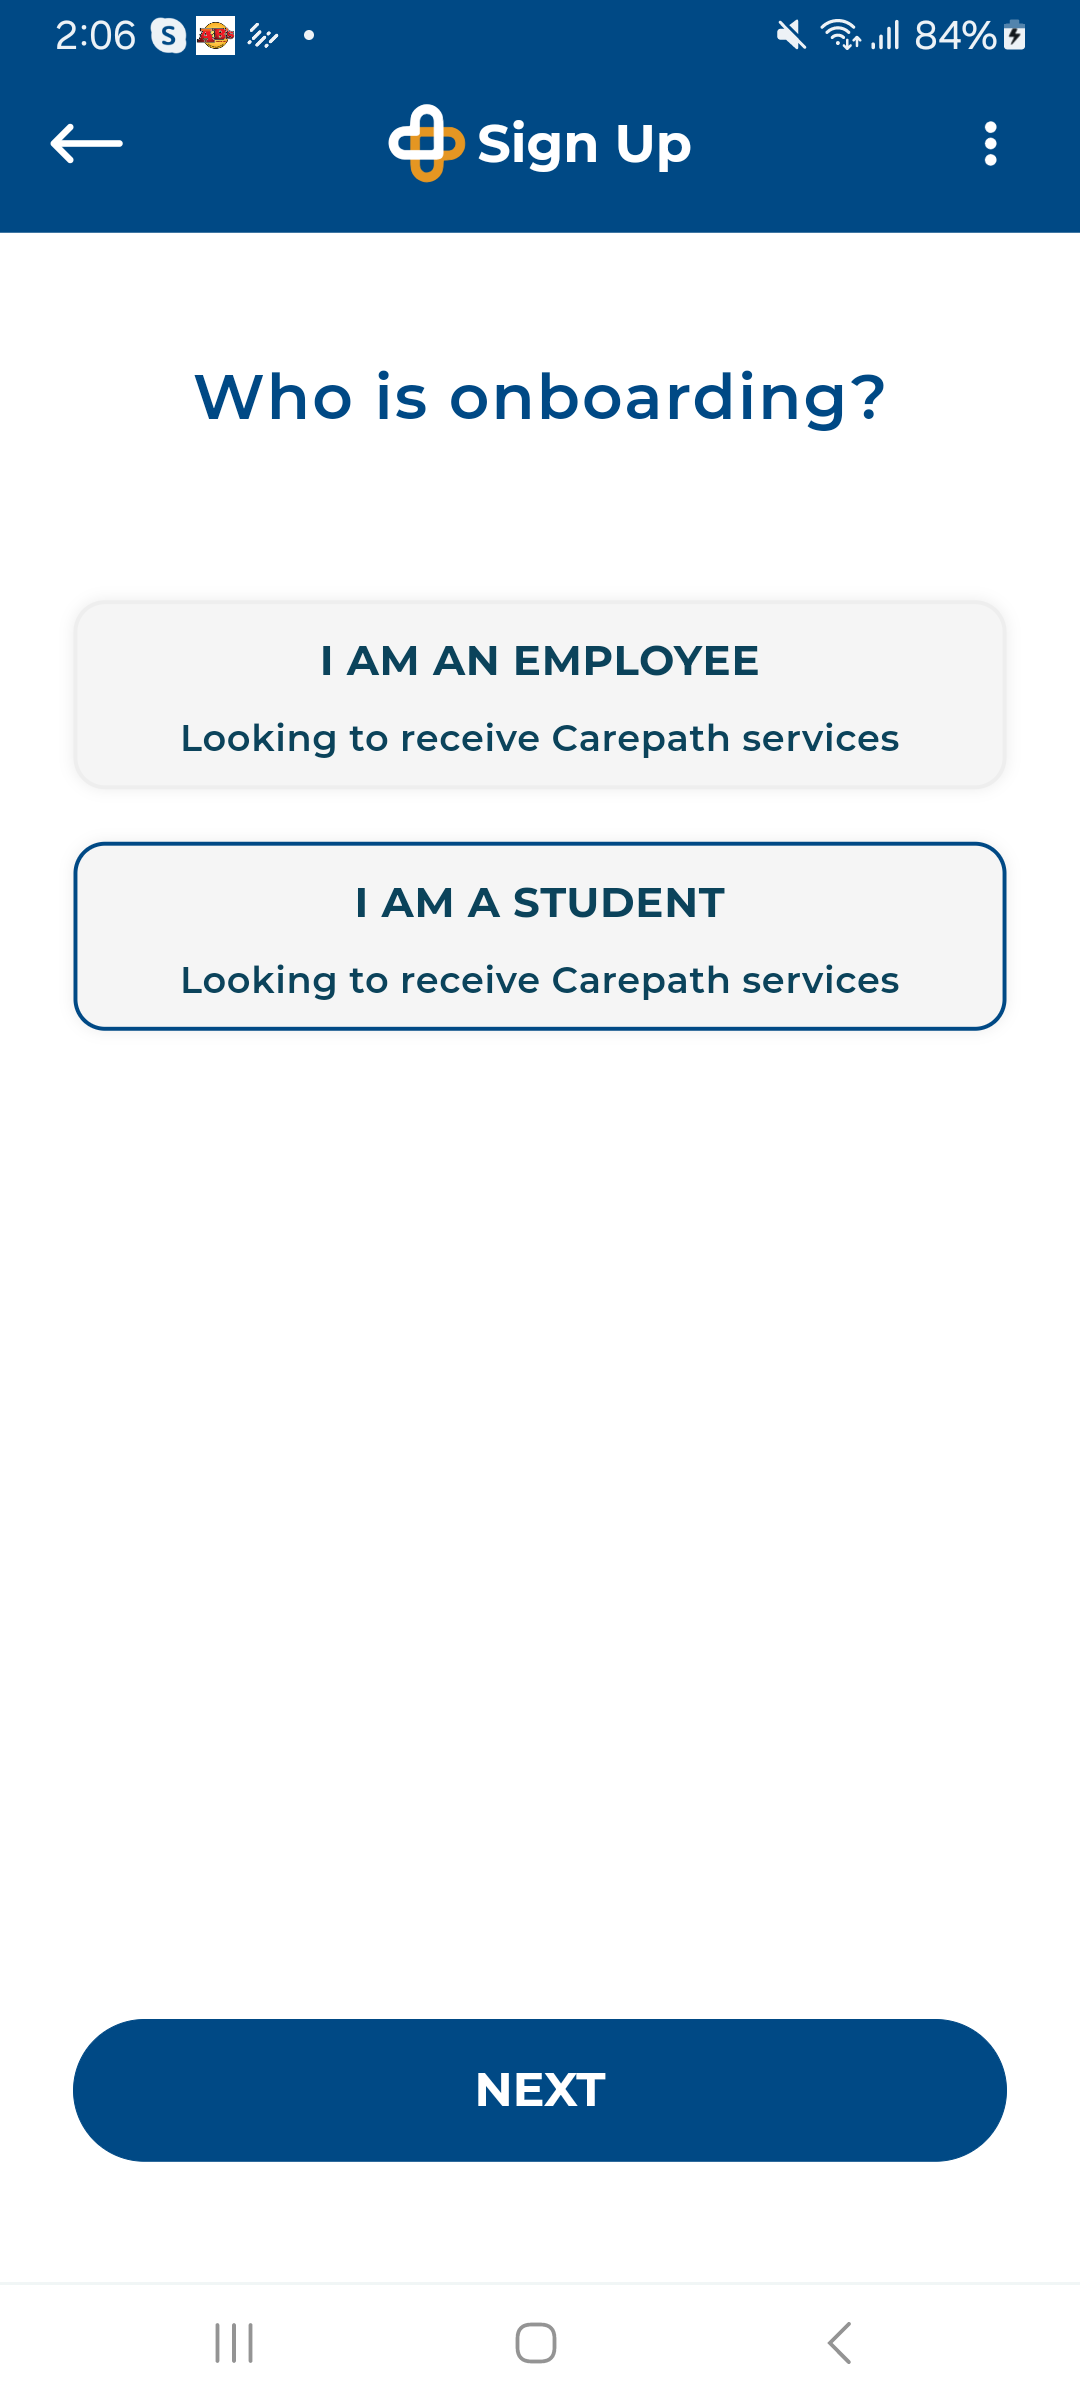 2:06
S
84%
Sign Up
Who is onboarding?
I AM AN EMPLOYEE
Looking to receive Carepath services
I AM A STUDENT
Looking to receive Carepath services
NEXT